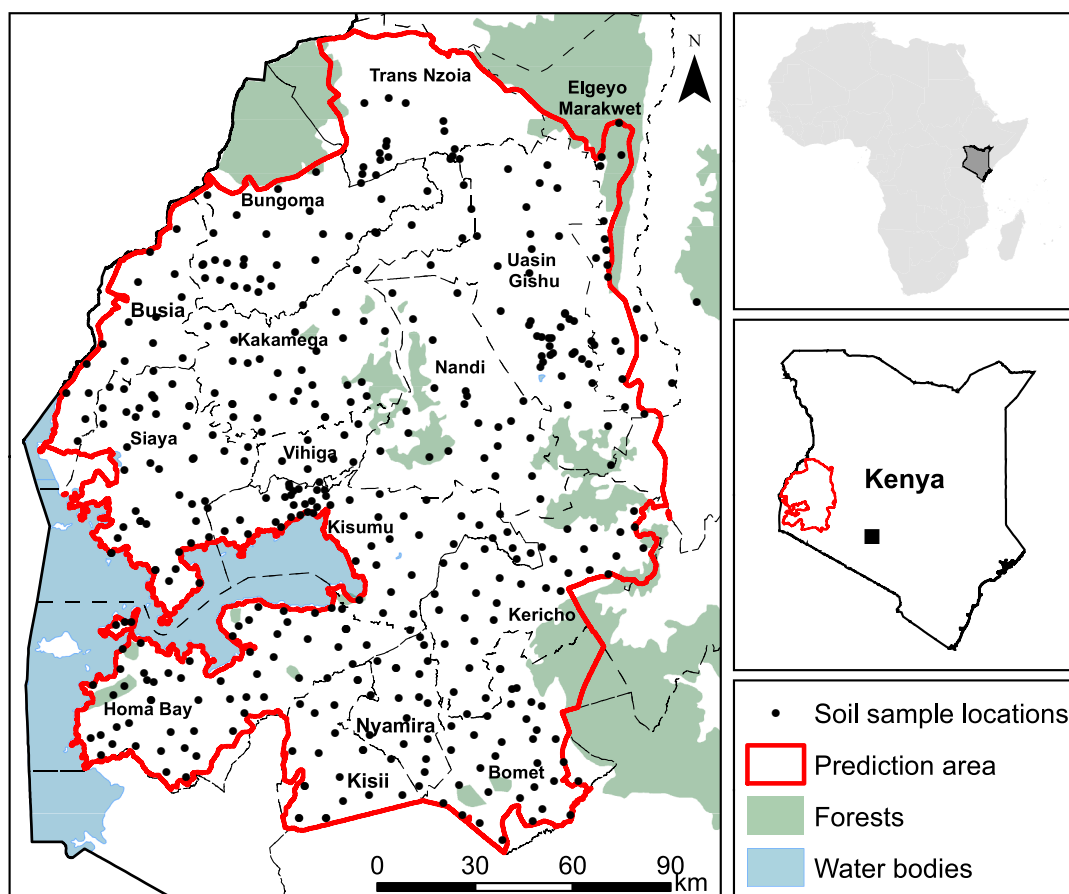 N
Trans Nzoia
Elgeyo
Marakwet
Bungoma
Uasin
Gishu
Busia
Kakamega
Nandi
Siaya
Vihiga
Kisumu
Kericho
Homa Bay
Nyamira
Kisii
Bomet
0 30 60 90
km
Kenya
Soil sample locations
Prediction area
Forests
Water bodies